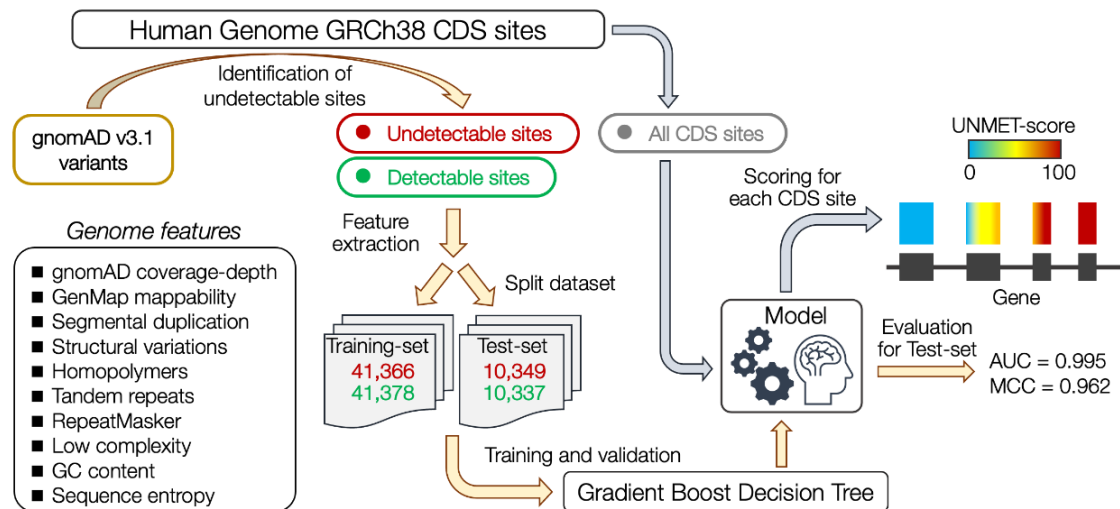 Human Genome GRCh38 CDS sites
Identification of
undetectable sites
gnomAD v3.1
variants
Undetectable sites
Detectable sites
All CDS sites
UNMET-score
0 100
Scoring for
each CDS site
Gene
Genome features
gnomAD coverage-depth
GenMap mappability
Segmental duplication
Structural variations
Homopolymers
Tandem repeats
RepeatMasker
Low complexity
GC content
Sequence entropy
Feature
extraction
Split dataset
Training-set
41,366
41,378
Test-set
10,349
10,337
Training and validation
Gradient Boost Decision Tree
Model
Evaluation
for Test-set
AUC = 0.995
MCC = 0.962